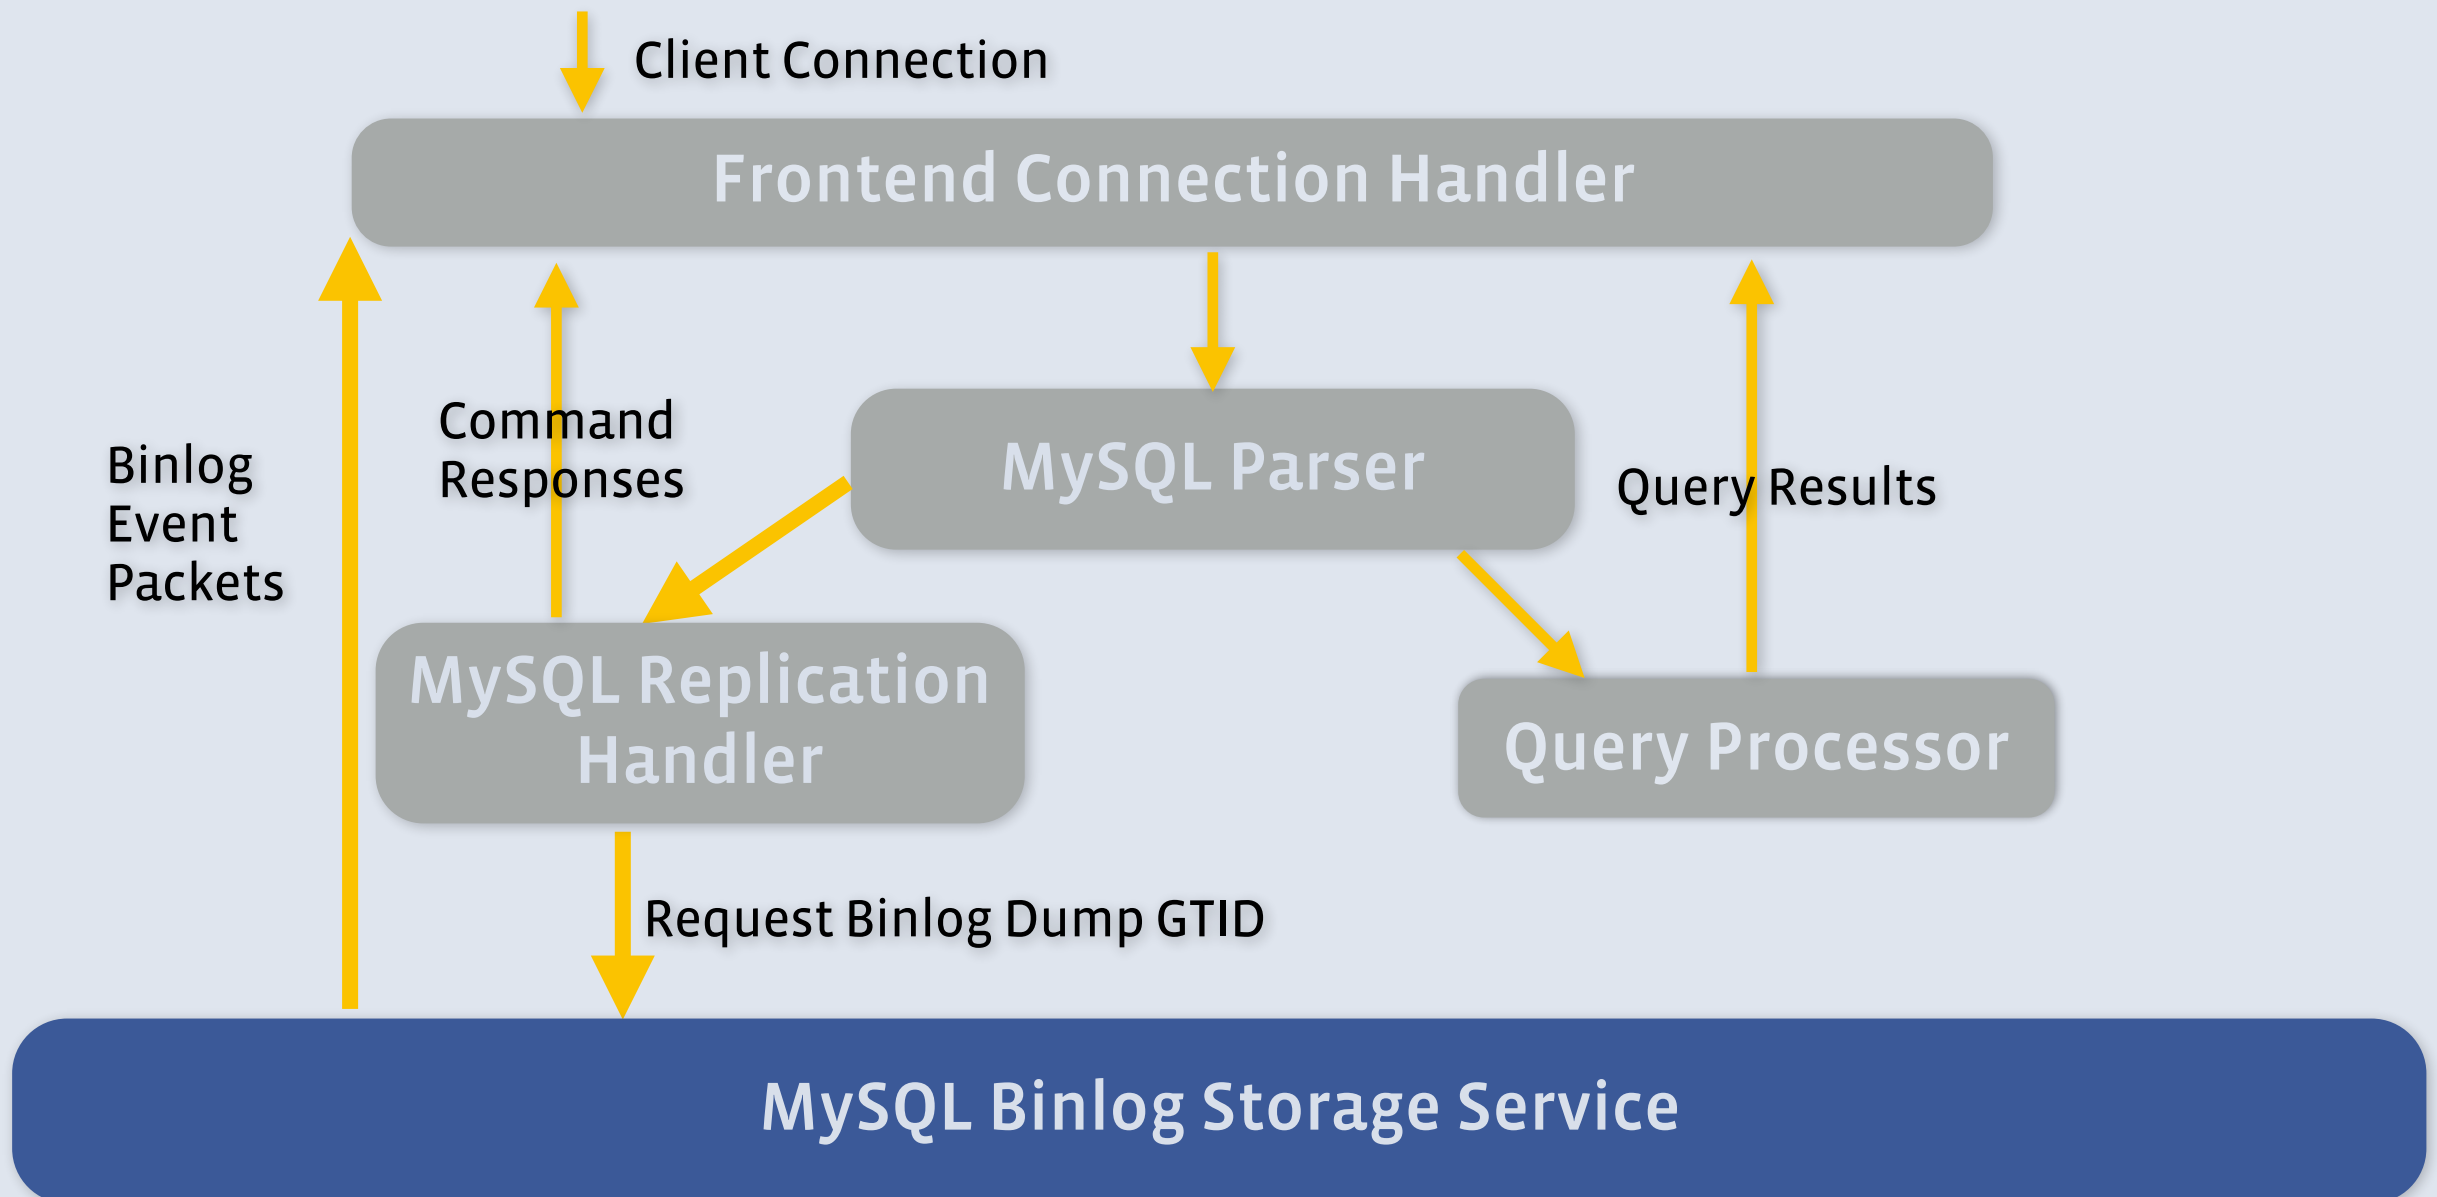 Client Connection
Frontend Connection Handler
Command
Responses
Binlog
Event
Packets
MySQL Parser
Query Results
MySQL Replication
Handler
Query Processor
Request Binlog Dump GTID
MySQL Binlog Storage Service